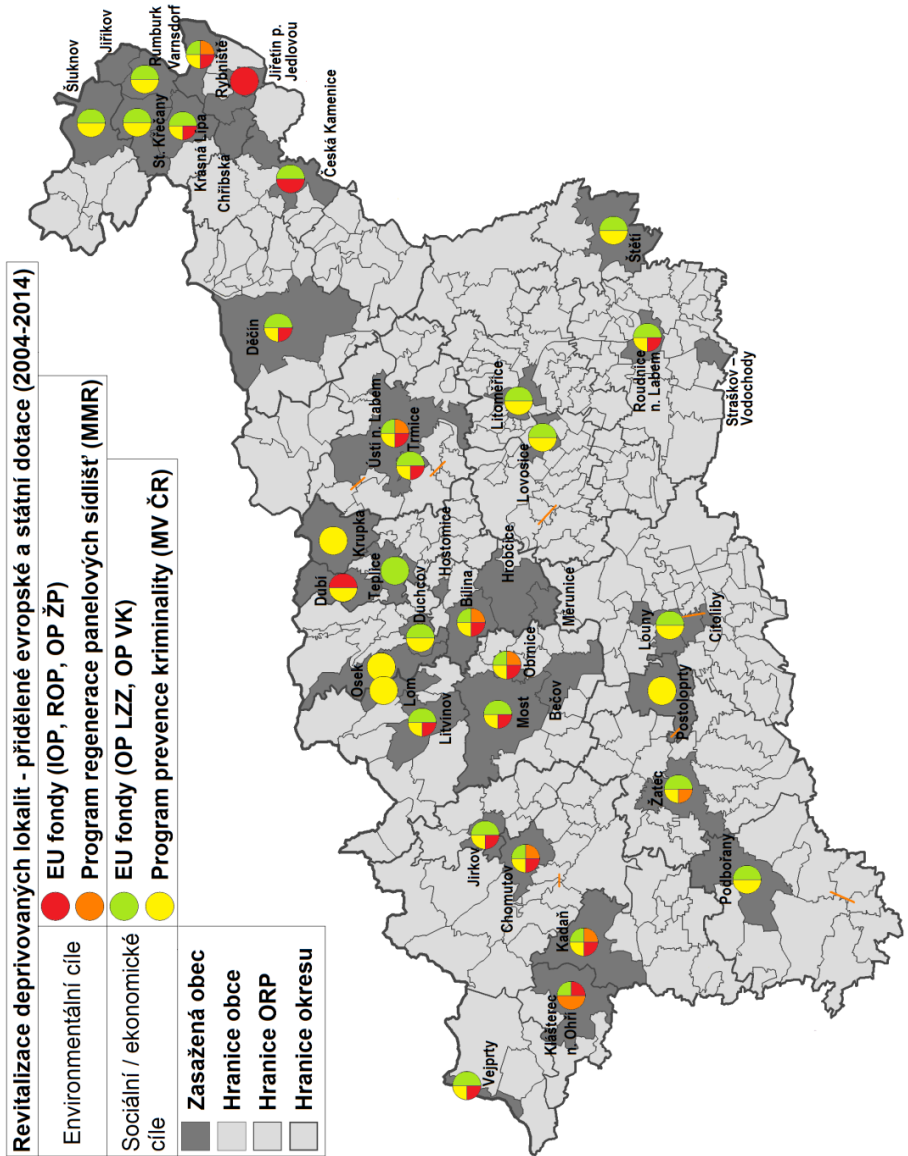 Revitalizace deprivovaných lokalit - přidělené evropské a státní dotace (2004-2014)
Environmentální cíle
EU fondy (IOP, ROP, OP ŽP)
Program regenerace panelových sídlišť (MMR)
Sociální / ekonomické
cíle
EU fondy (OP LZZ, OP VK)
Program prevence kriminality (MV ČR)
Zasažená obec
Hranice obce
Hranice ORP
Hranice okresu
Šluknov
Jiříkov
Rumburk
Varnsdorf
Rybniště
Jiřetín p.
Jedlovou
St. Křečany
Krásná Lípa
Chřibská
Česká Kamenice
Děčín
Ústí n. Labem
Trmice
Litoměřice
Lovosice
Štětí
Roudnice
n. Labem
Straškov –
Vodochody
Krupka
Dubí
Teplice
Duchcov
Hostomice
Bílina
Hrobčice
Měrunice
Osek
Lom
Litvínov
Obrnice
Most
Bečov
Louny
Cítoliby
Postoloprty
Žatec
Podbořany
Jirkov
Chomutov
Kadaň
Klášterec
n. Ohří
Vejprty